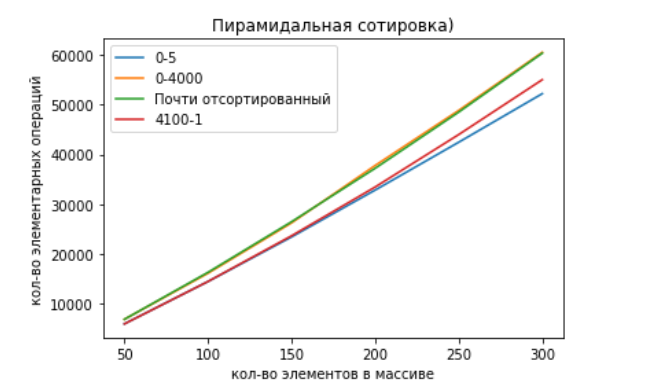 Пирамидальная сотировка)
60000
50000
40000
30000
20000
10000
кол-во элементарных операций
0-5
0-4000
Почти отсортированный
4100-1
50 100 150 200 250 300
кол-во элементов в массиве